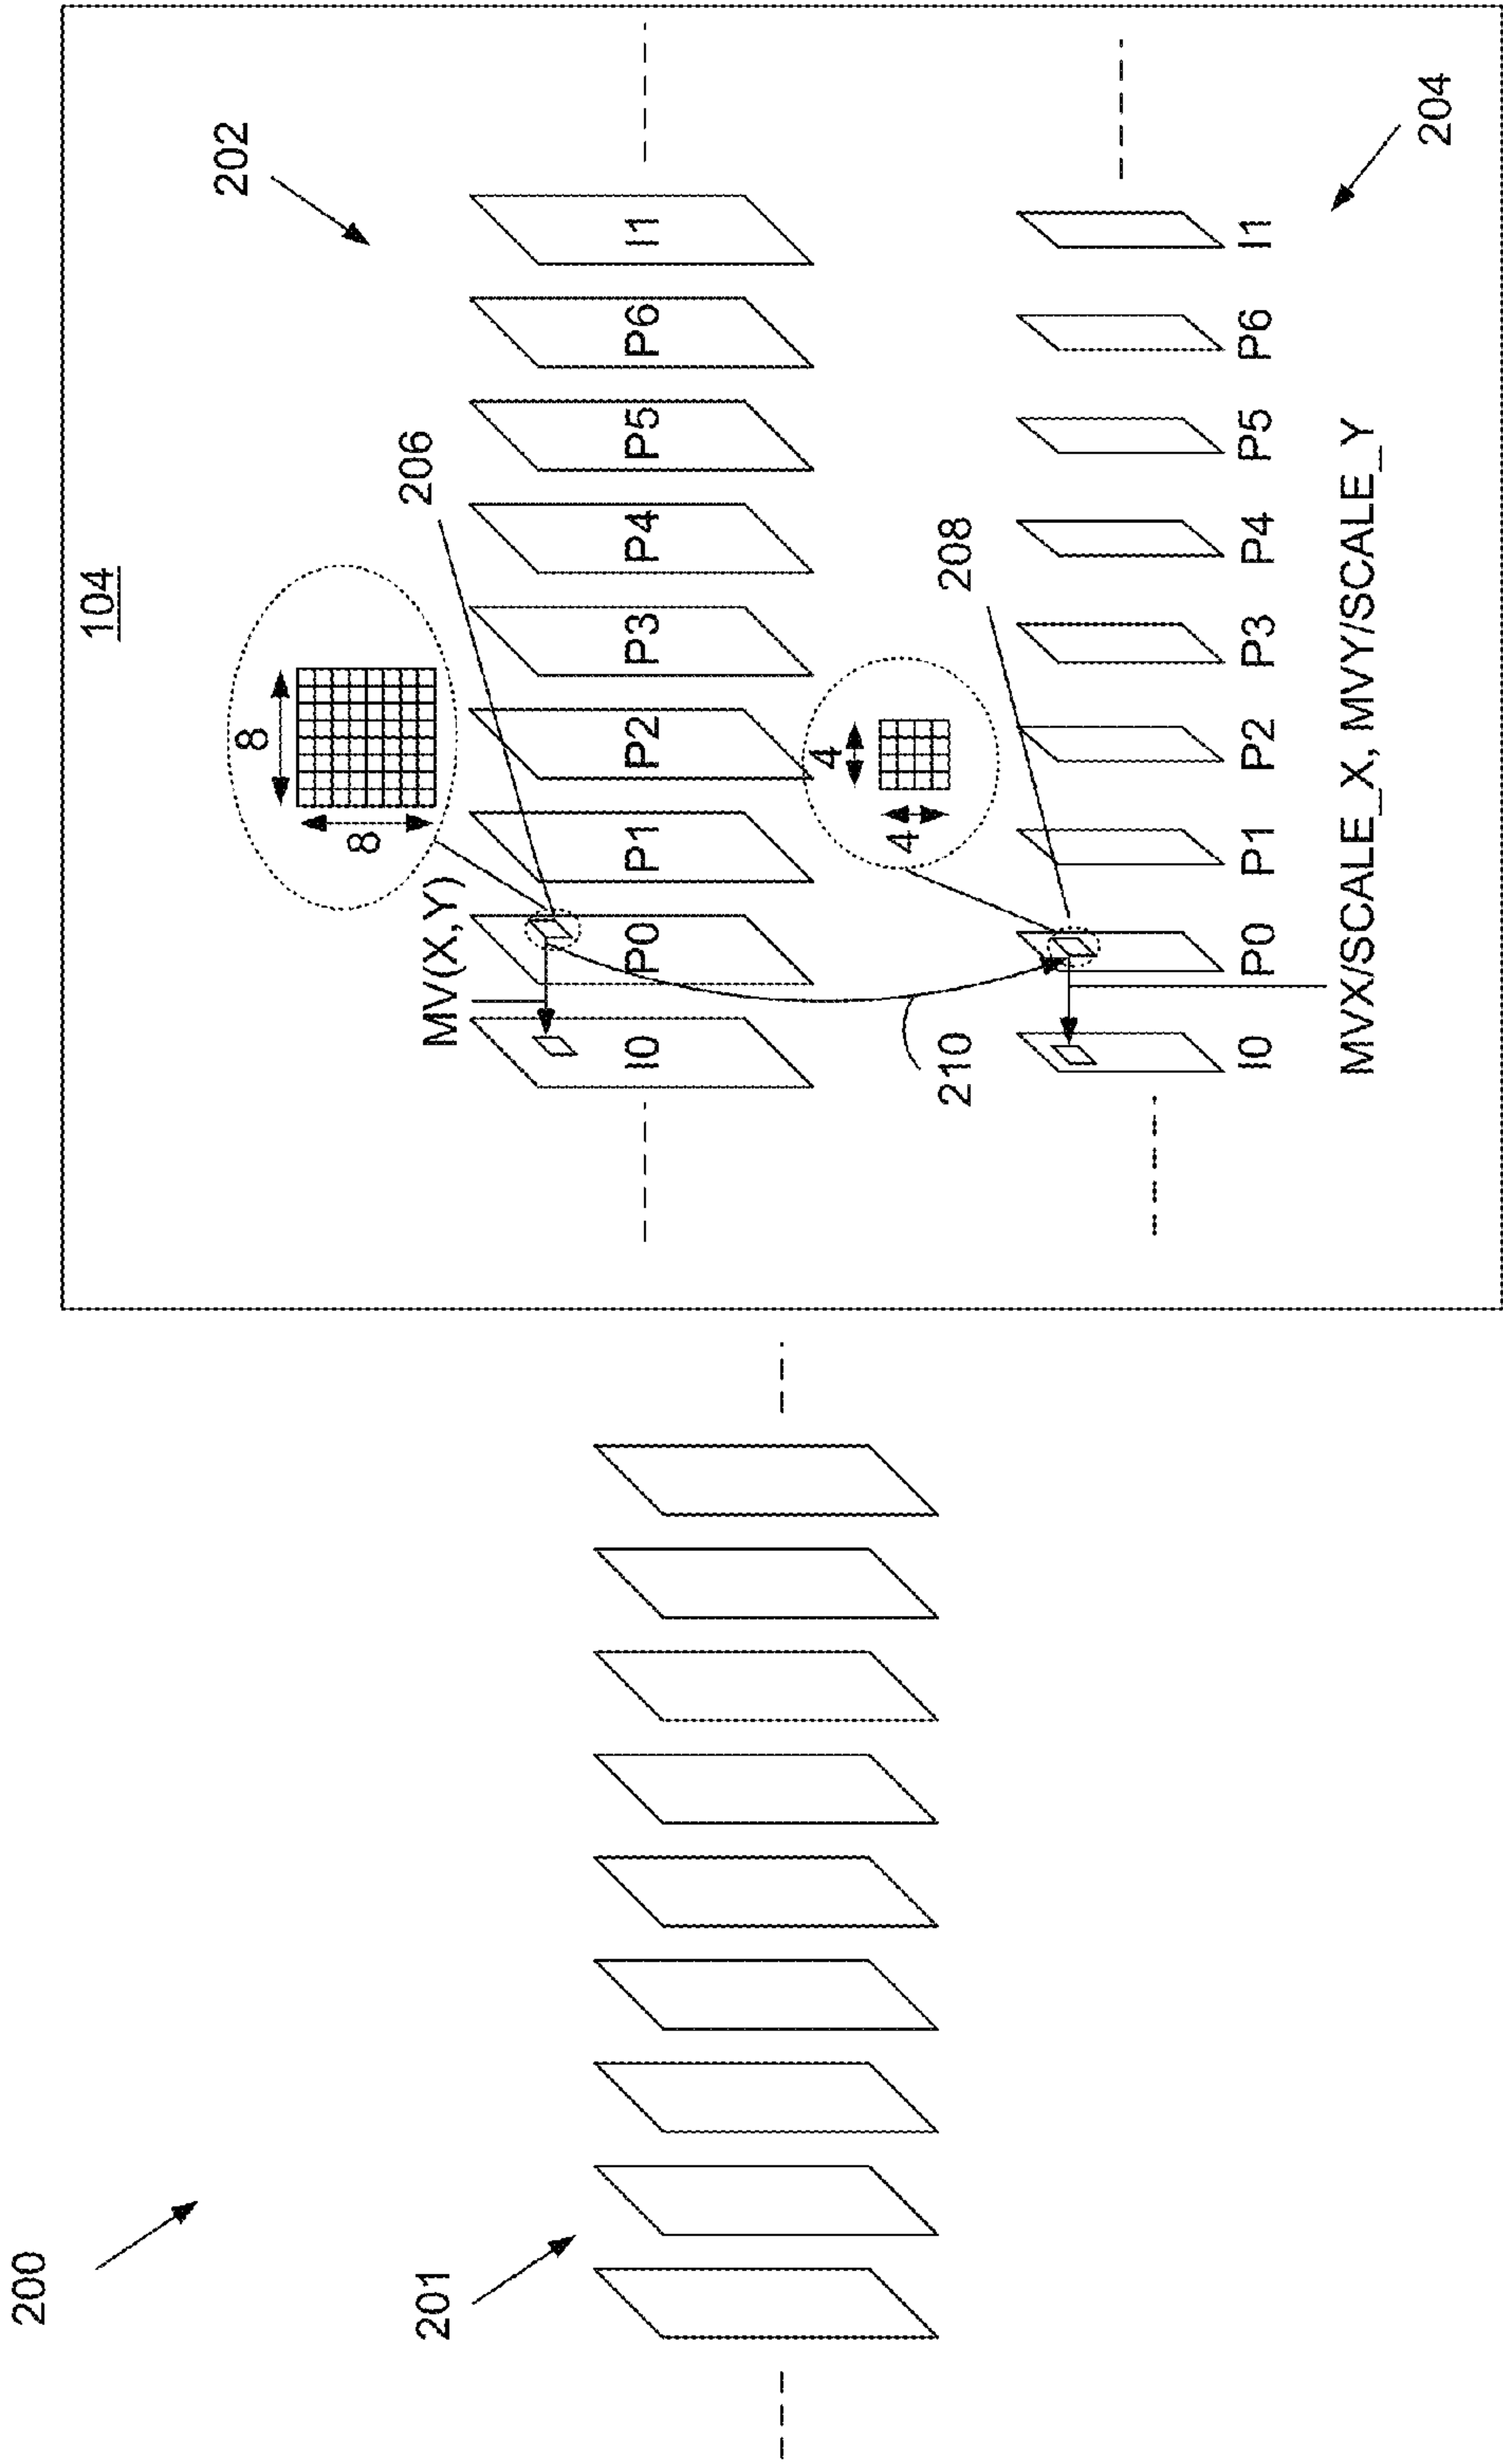 200
201
104
202
8
8
206
MV(X,Y)
I0
P0
P1
P2
P3
P4
P5
P6
I1
4
4
208
210
I0
P0
P1
P2
P3
P4
P5
P6
I1
MVX/SCALE_X, MVY/SCALE_Y
204